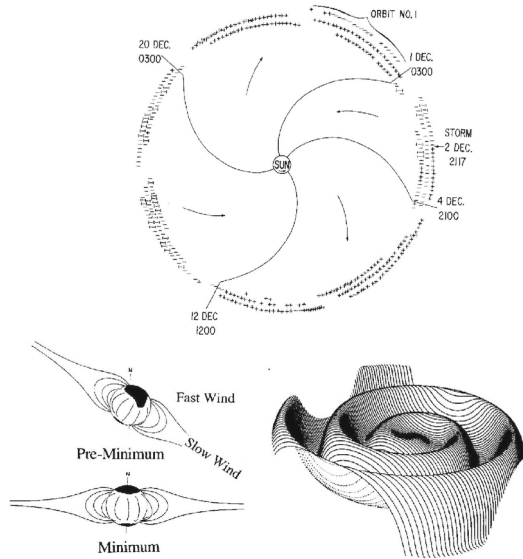 ORBIT NO. 1
20 DEC.
0300
1 DEC.
0300
STORM
2 DEC.
2117
SUN
4 DEC.
2100
12 DEC
1200
N
Fast Wind
Slow Wind
Pre-Minimum
N
Minimum